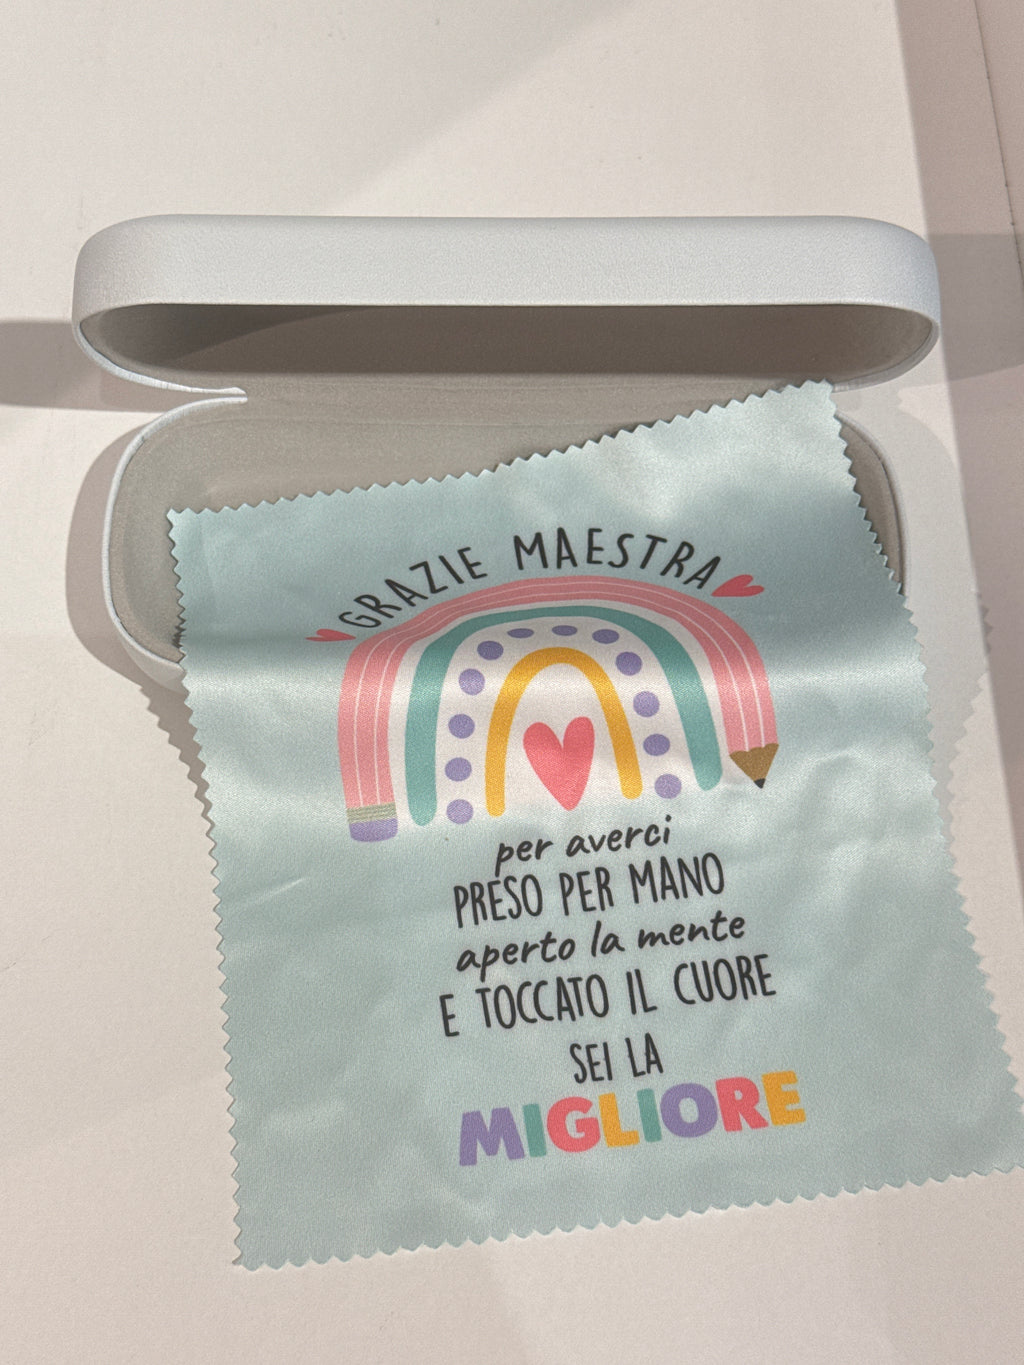 GRAZIE MAESTRA
per averci
PRESO PER MANO
aperto la mente
E TOCCATO IL CUORE
SEI LA
MIGLIORE